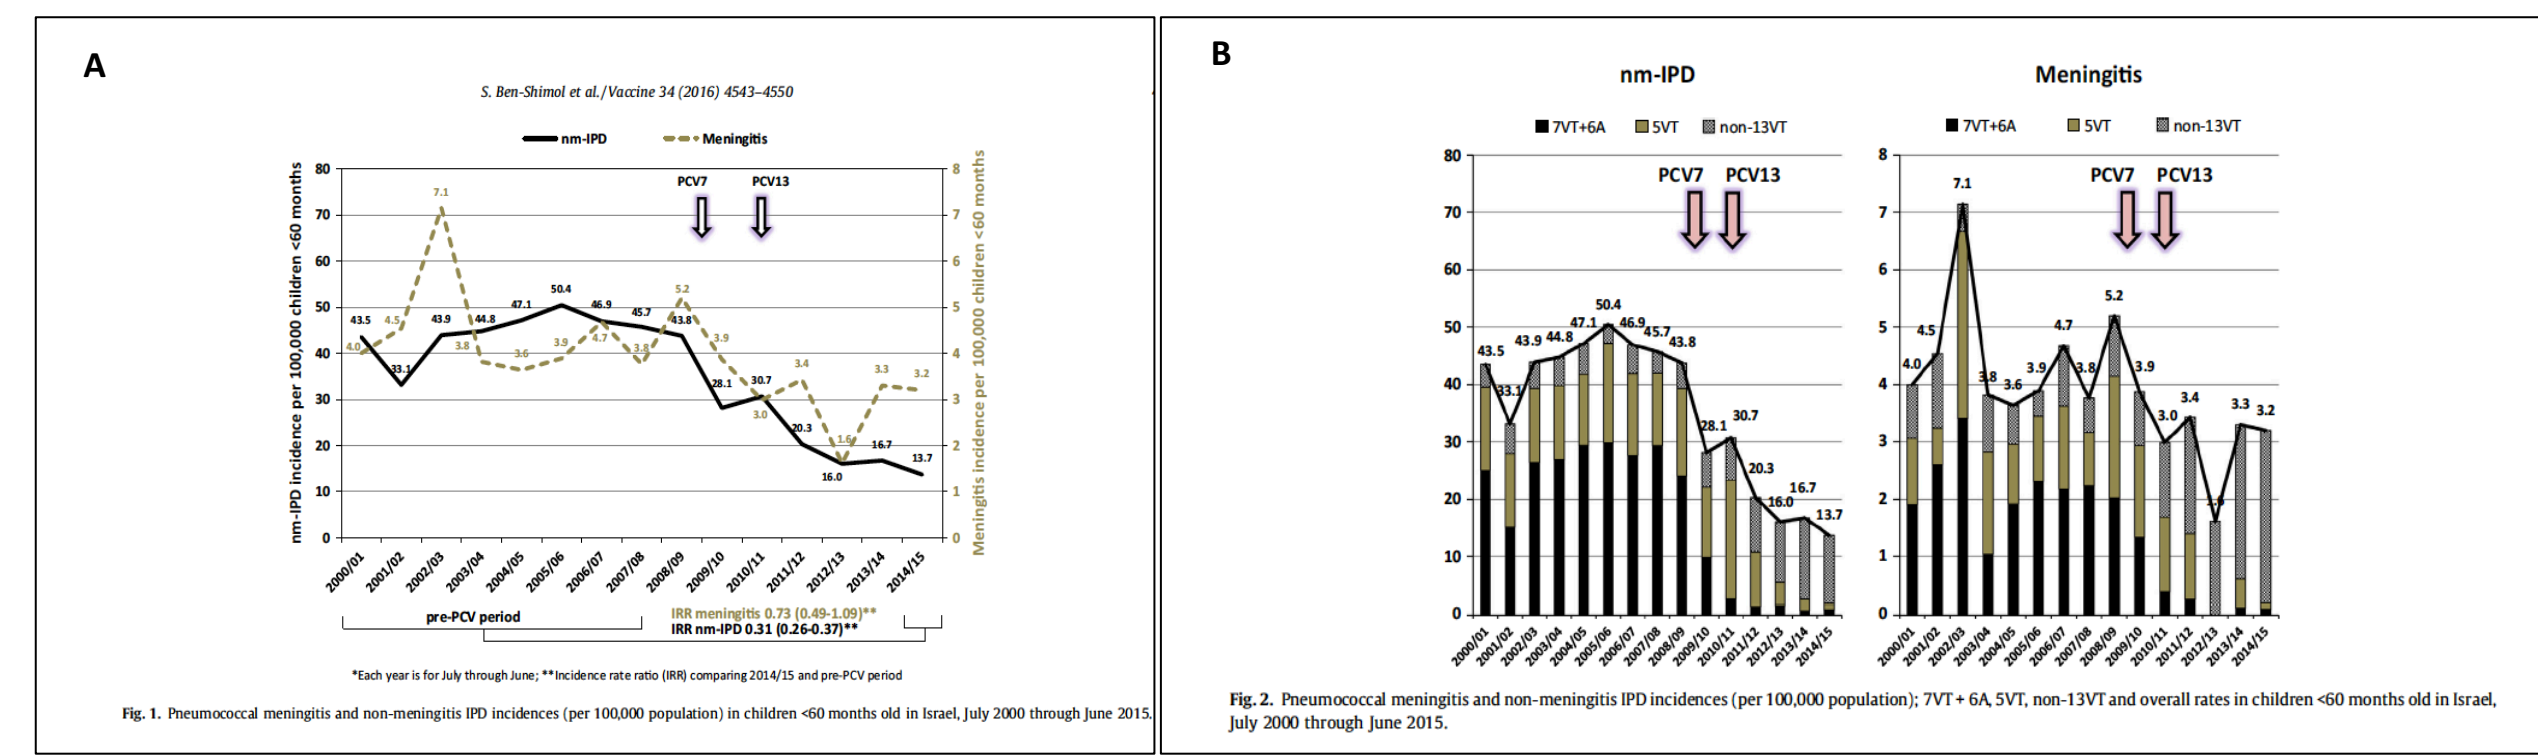 A
S. Ben-Shimol et al./Vaccine 34 (2016) 4543–4550
nm-IPD Meningitis
nm-IPD incidence per 100,000 children <60 months
Meningitis incidence per 100,000 children <60 months
80
70
60
50
40
30
20
10
0
8
7
6
5
4
3
2
1
0
PCV7 PCV13
43.5 33.1 43.9 44.8 47.1 50.4 46.9 45.7 43.8 28.1 30.7 20.3 16.0 16.7 13.7
4.0 4.5 7.1 3.8 3.6 3.9 4.7 3.8 5.2 3.9 3.0 3.4 1.6 3.3 3.2
2000/01 2001/02 2002/03 2003/04 2004/05 2005/06 2006/07 2007/08 2008/09 2009/10 2010/11 2011/12 2012/13 2013/14 2014/15
pre-PCV period
IRR meningitis 0.73 (0.49-1.09)**
IRR nm-IPD 0.31 (0.26-0.37)**
*Each year is for July through June; **Incidence rate ratio (IRR) comparing 2014/15 and pre-PCV period
Fig. 1. Pneumococcal meningitis and non-meningitis IPD incidences (per 100,000 population) in children <60 months old in Israel, July 2000 through June 2015.
B
nm-IPD
7VT+6A 5VT non-13VT
80
70
60
50
40
30
20
10
0
PCV7 PCV13
43.5 33.1 43.9 44.8 47.1 50.4 46.9 45.7 43.8 28.1 30.7 20.3 16.0 16.7 13.7
2000/01 2001/02 2002/03 2003/04 2004/05 2005/06 2006/07 2007/08 2008/09 2009/10 2010/11 2011/12 2012/13 2013/14 2014/15
Meningitis
7VT+6A 5VT non-13VT
8
7
6
5
4
3
2
1
0
PCV7 PCV13
4.0 4.5 7.1 3.8 3.6 3.9 4.7 3.8 5.2 3.9 3.0 3.4 3.3 3.2
2000/01 2001/02 2002/03 2003/04 2004/05 2005/06 2006/07 2007/08 2008/09 2009/10 2010/11 2011/12 2012/13 2013/14 2014/15
Fig. 2. Pneumococcal meningitis and non-meningitis IPD incidences (per 100,000 population); 7VT + 6A, 5VT, non-13VT and overall rates in children <60 months old in Israel,
July 2000 through June 2015.